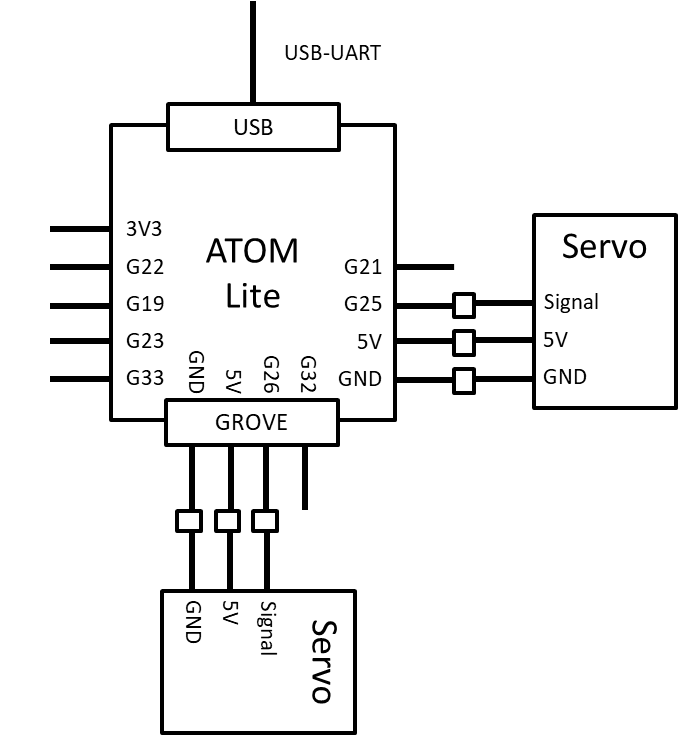 USB-UART
USB
ATOM
Lite
3V3
G22
G19
G23
G33
G21
G25
5V
GND
GND
5V
G26
G32
GROVE
Servo
Signal
5V
GND
GND
5V
Signal
Servo